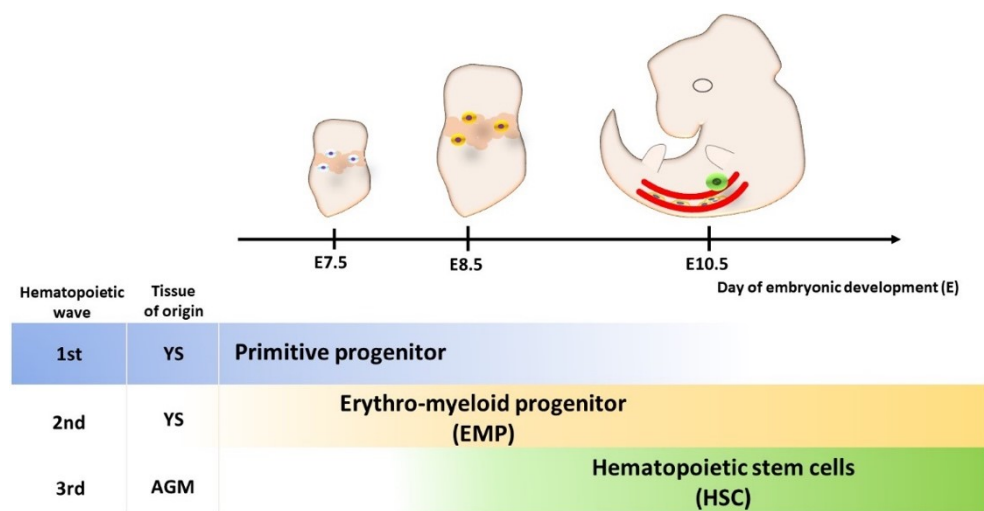 E7.5
E8.5
E10.5
Day of embryonic development (E)
Hematopoietic
wave
Tissue
of origin
1st
YS
Primitive progenitor
2nd
YS
Erythro-myeloid progenitor
(EMP)
3rd
AGM
Hematopoietic stem cells
(HSC)